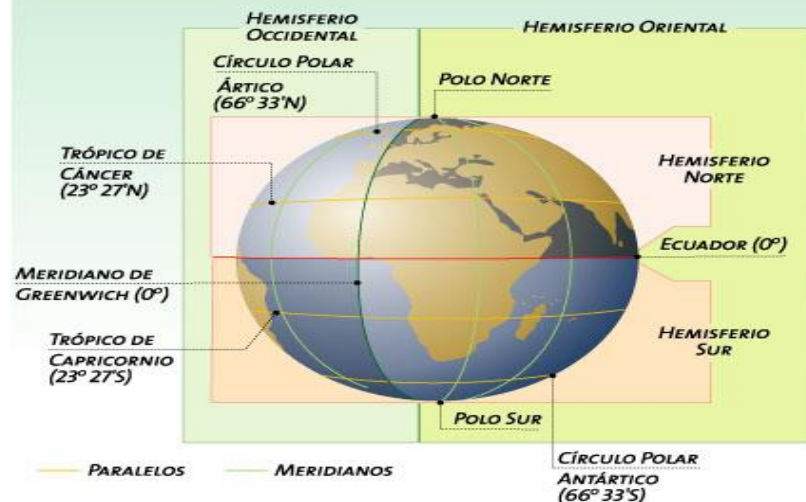 HEMISFERIO
OCCIDENTAL
HEMISFERIO ORIENTAL
CÍRCULO POLAR
ÁRTICO
(66º 33'N)
POLO NORTE
TRÓPICO DE
CÁNCER
(23º 27'N)
HEMISFERIO
NORTE
ECUADOR (0º)
MERIDIANO DE
GREENWICH (0º)
TRÓPICO DE
CAPRICORNIO
(23º 27'S)
HEMISFERIO
SUR
POLO SUR
CÍRCULO POLAR
ANTÁRTICO
(66º 33'S)
PARALELOS
MERIDIANOS